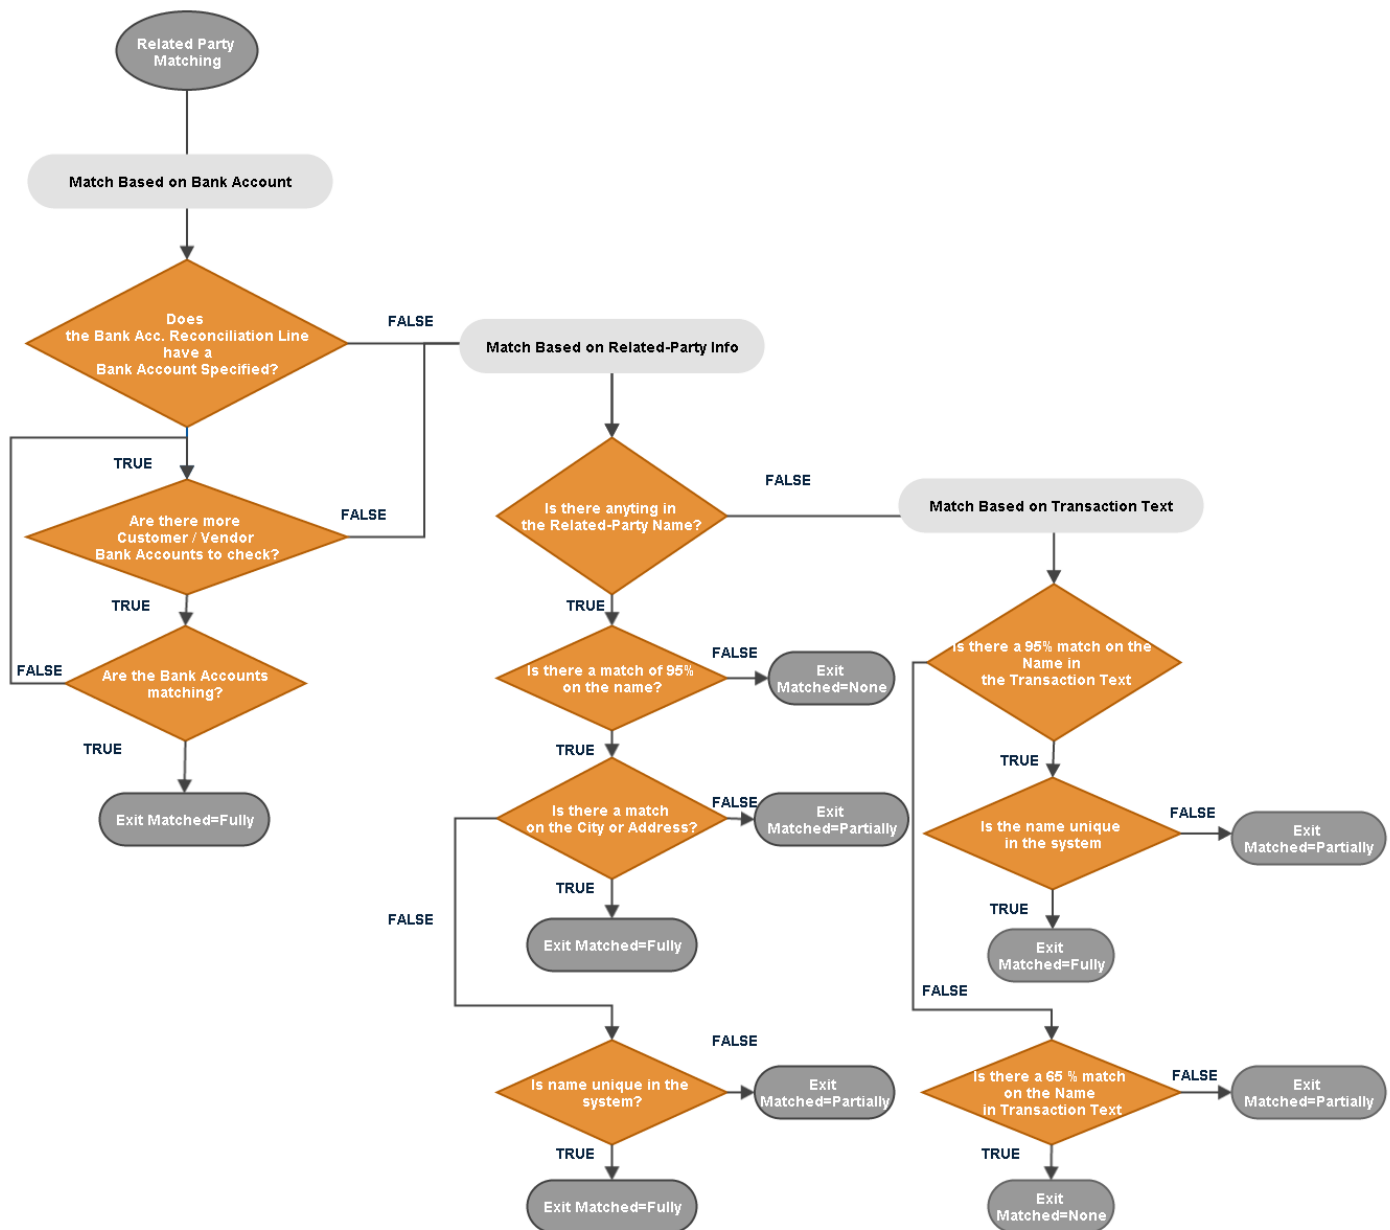 Related Party
Matching
Match Based on Bank Account
Does
the Bank Acc. Reconciliation Line
have a
Bank Account Specified?
FALSE
TRUE
Are there more
Customer / Vendor
Bank Accounts to check?
FALSE
TRUE
Are the Bank Accounts
matching?
FALSE
TRUE
Exit Matched=Fully
Match Based on Related-Party Info
Is there anyting in
the Related-Party Name?
FALSE
TRUE
Is there a match of 95%
on the name?
FALSE
Exit
Matched=None
TRUE
Is there a match
on the City or Address?
FALSE
Exit
Matched=Partially
TRUE
Exit Matched=Fully
FALSE
Is name unique in the
system?
FALSE
Exit
Matched=Partially
TRUE
Exit Matched=Fully
Match Based on Transaction Text
Is there a 95% match on the
Name in
the Transaction Text
TRUE
Is the name unique
in the system
FALSE
Exit
Matched=Partially
TRUE
Exit
Matched=Fully
FALSE
Is there a 65 % match
on the Name
in Transaction Text
FALSE
Exit
Matched=Partially
TRUE
Exit
Matched=None